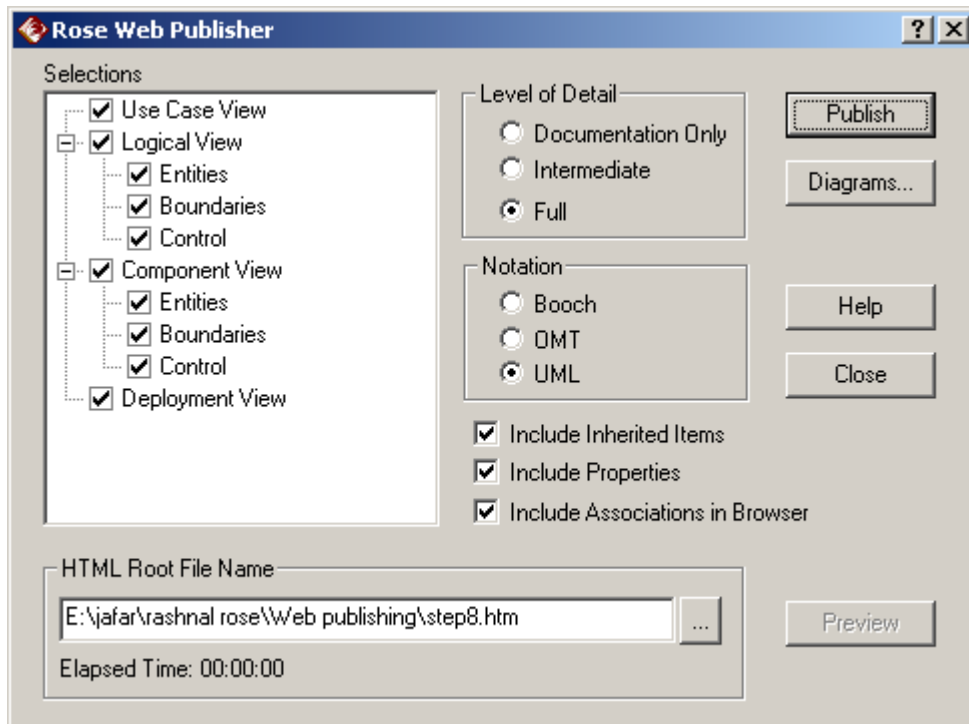 Rose Web Publisher
Selections
Use Case View
Logical View
Entities
Boundaries
Control
Component View
Entities
Boundaries
Control
Deployment View
Level of Detail
Documentation Only
Intermediate
Full
Notation
Booch
OMT
UML
Include Inherited Items
Include Properties
Include Associations in Browser
Publish
Diagrams...
Help
Close
HTML Root File Name
E:\jafar\rashnal rose\Web publishing\step8.htm
...
Elapsed Time: 00:00:00
Preview